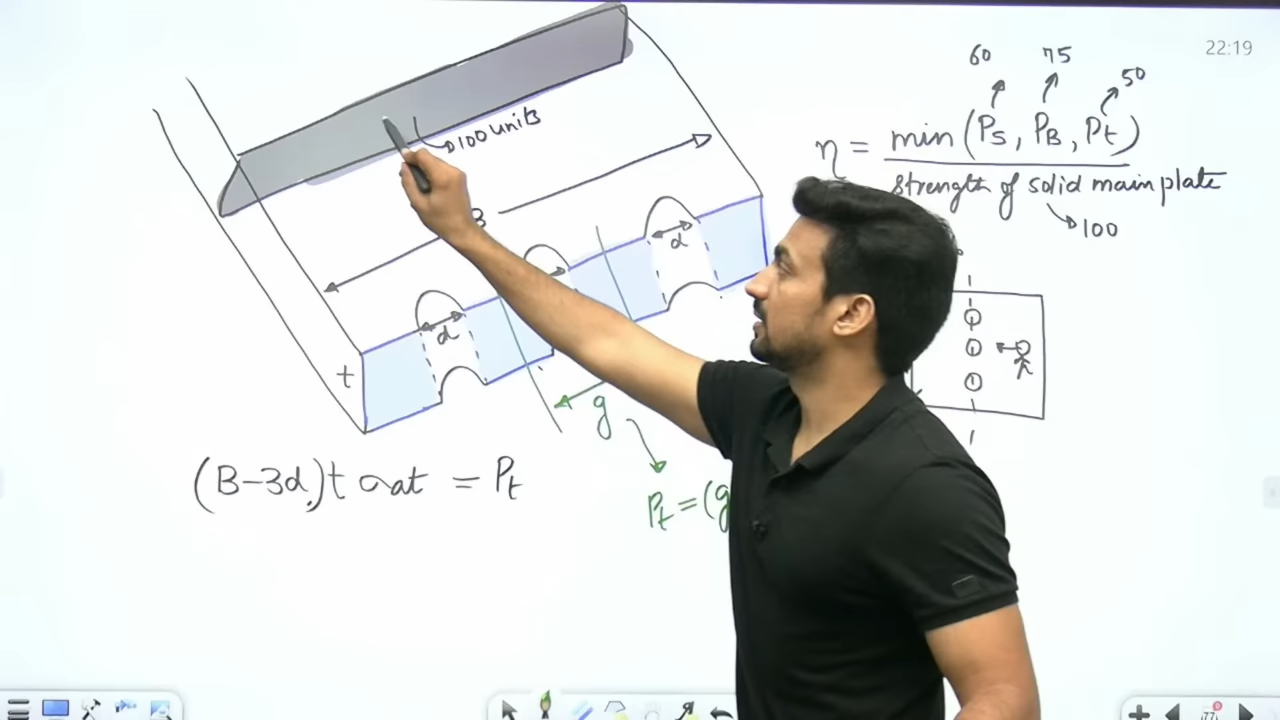 22:19
60 75 50
η = min (Ps, PB, Pt)
strength of solid main plate
100
100 units
B
d
d
t
g
(B-3d)t σat = Pt
Pt = (g
77